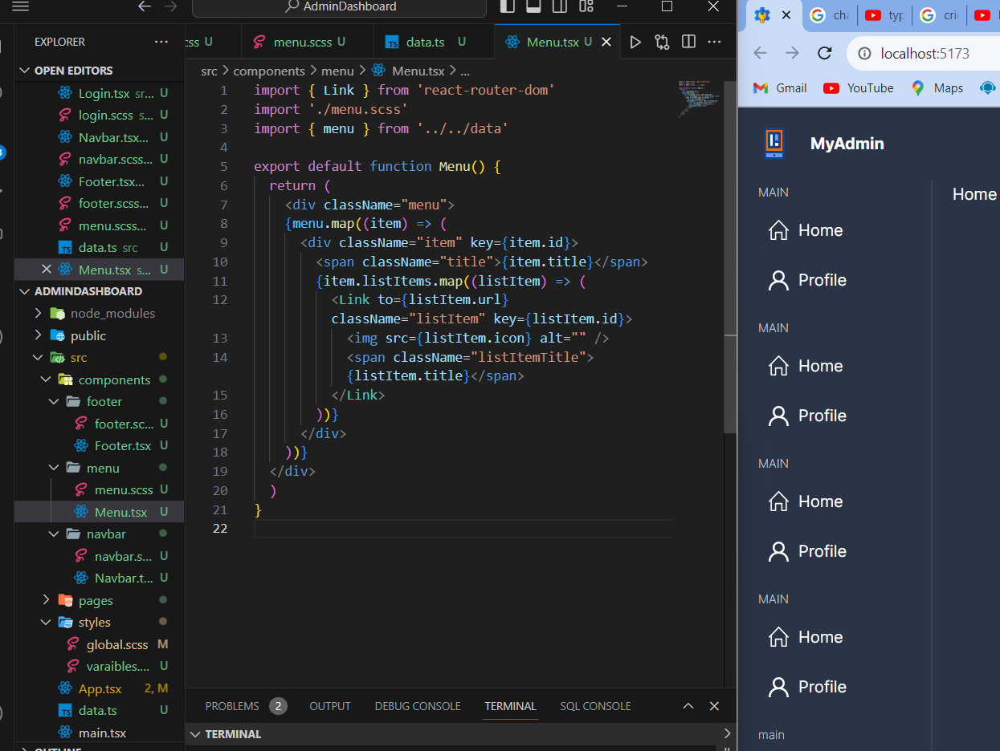 AdminDashboard
EXPLORER
OPEN EDITORS
Login.tsx sr... U
login.scss s... U
Navbar.tsx... U
navbar.scss... U
Footer.tsx... U
footer.scss... U
menu.scss... U
data.ts src U
Menu.tsx s... U
ADMINDASHBOARD
node_modules
public
src
components
footer
footer.sc... U
Footer.tsx U
menu
menu.scss U
Menu.tsx U
navbar
navbar.s... U
Navbar.t... U
pages
styles
global.scss M
varaibles.... U
App.tsx 2, M
data.ts U
main.tsx
OUTLINE
css U menu.scss U data.ts U Menu.tsx U
src > components > menu > Menu.tsx > ...
1 import { Link } from 'react-router-dom'
2 import './menu.scss'
3 import { menu } from '../../data'
4
5 export default function Menu() {
6 return (
7 <div className="menu">
8 {menu.map((item) => (
9 <div className="item" key={item.id}>
10 <span className="title">{item.title}</span>
11 {item.listItems.map((listItem) => (
12 <Link to={listItem.url}
className="listItem" key={listItem.id}>
13 <img src={listItem.icon} alt="" />
14 <span className="listItemTitle">
{listItem.title}</span>
15 </Link>
16 ))}
17 </div>
18 ))}
19 </div>
20 )
21 }
22
PROBLEMS 2 OUTPUT DEBUG CONSOLE TERMINAL SQL CONSOLE
TERMINAL
cha typ cri
localhost:5173
Gmail YouTube Maps
MyAdmin
MAIN
Home
Profile
MAIN
Home
Profile
MAIN
Home
Profile
MAIN
Home
Profile
main
Home